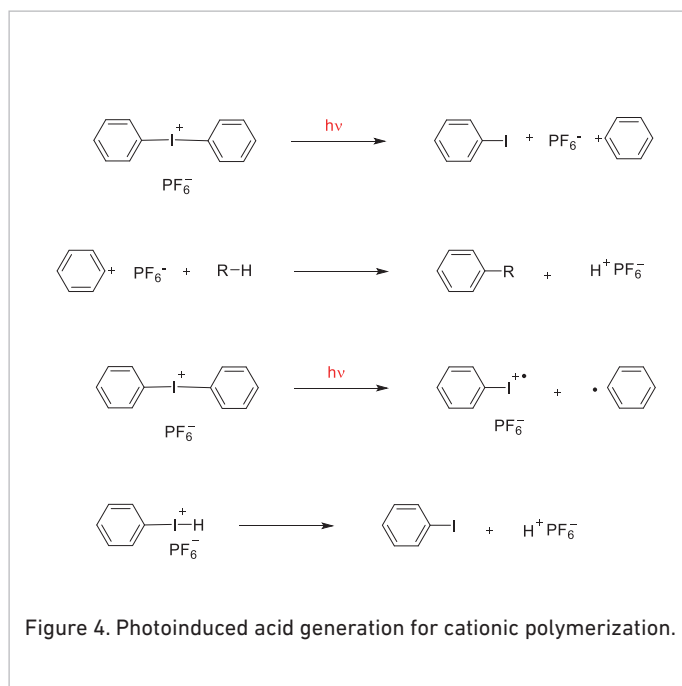 I+ hν I + PF6- +
PF6-
+ PF6- + R–H R + H+ PF6-
I+ hν I+• + •
PF6- PF6-
I+–H I + H+ PF6-
PF6-
Figure 4. Photoinduced acid generation for cationic polymerization.